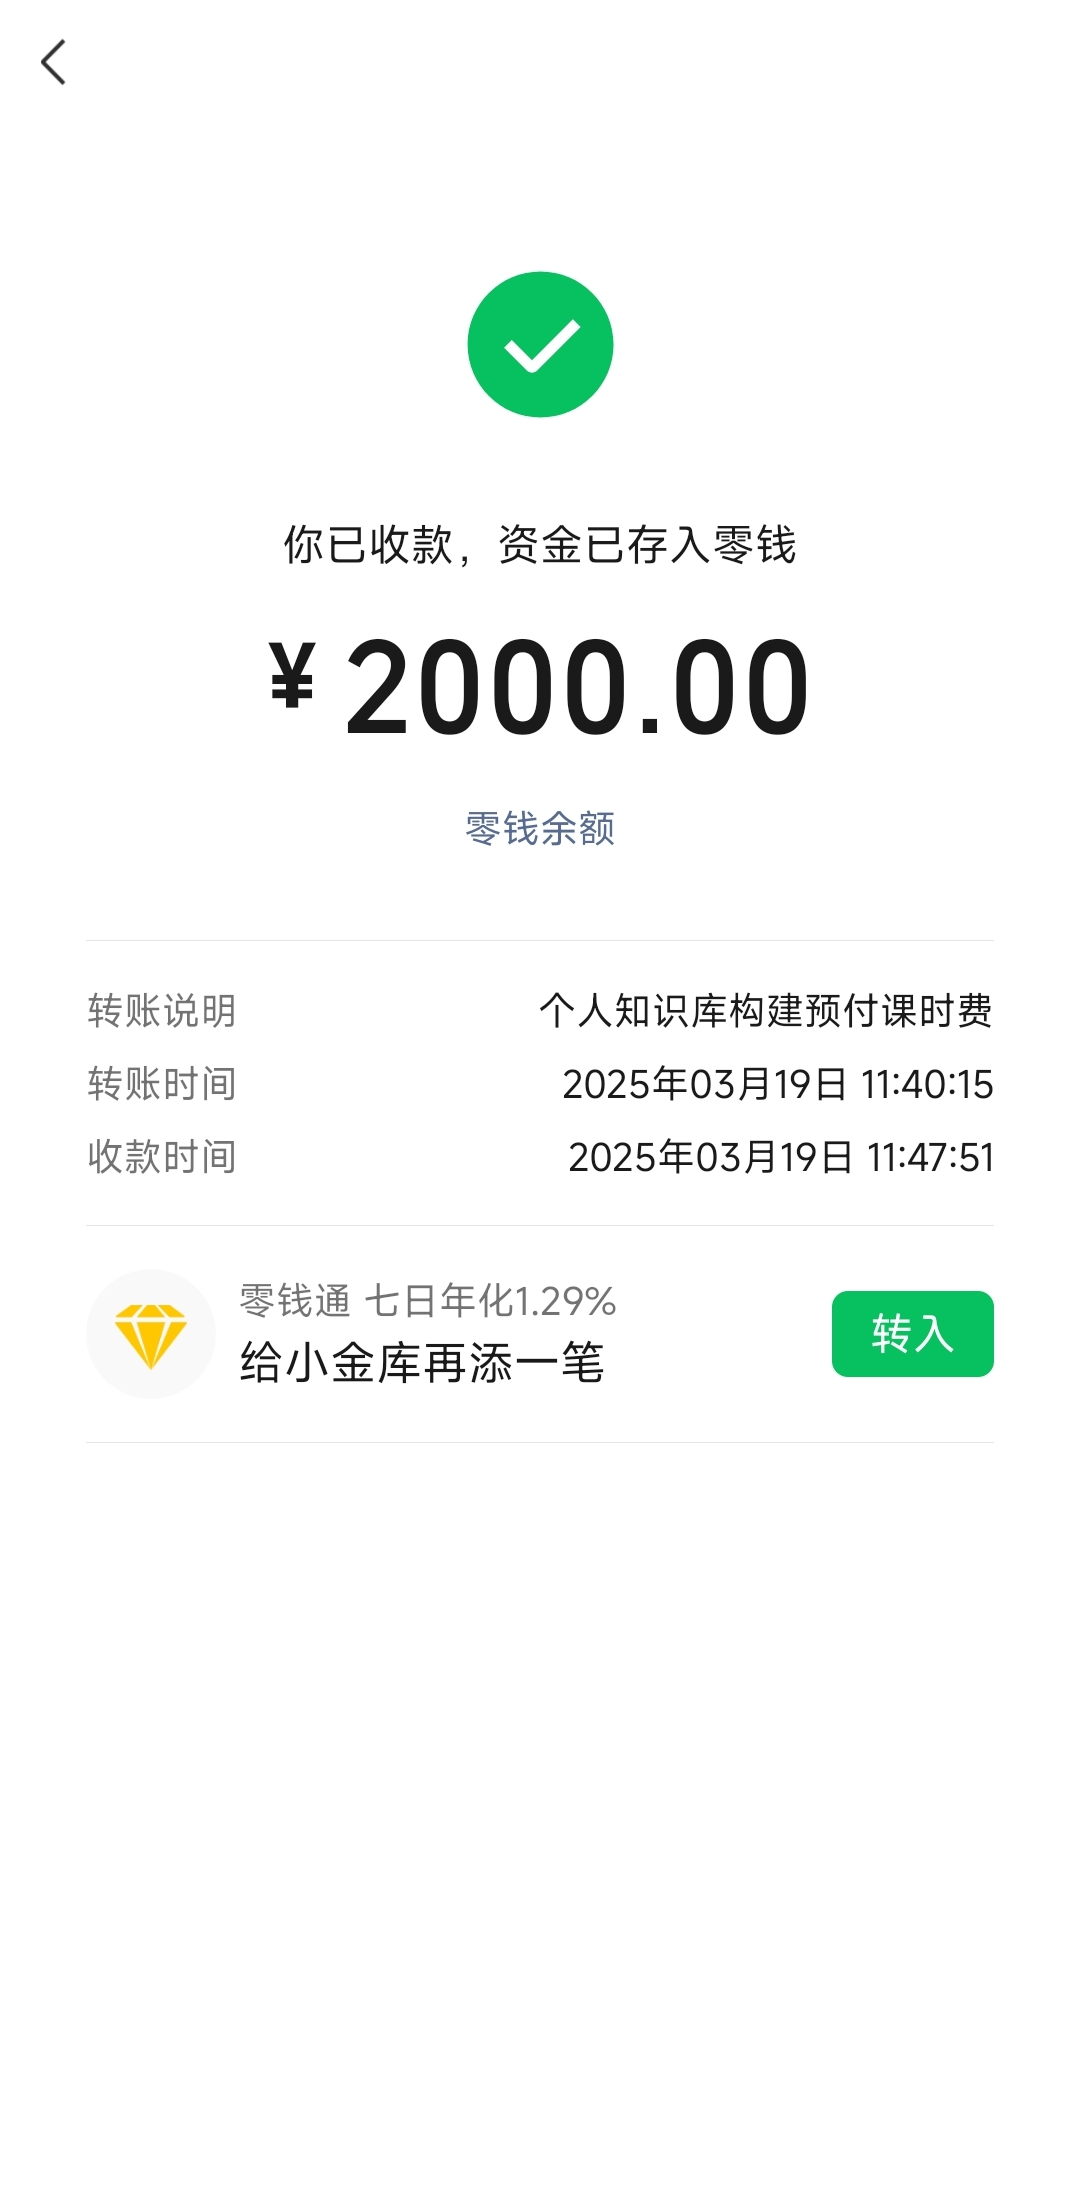 你已收款，资金已存入零钱
¥2000.00
零钱余额
转账说明 个人知识库构建预付课时费
转账时间 2025年03月19日 11:40:15
收款时间 2025年03月19日 11:47:51
零钱通 七日年化1.29%
给小金库再添一笔
转入